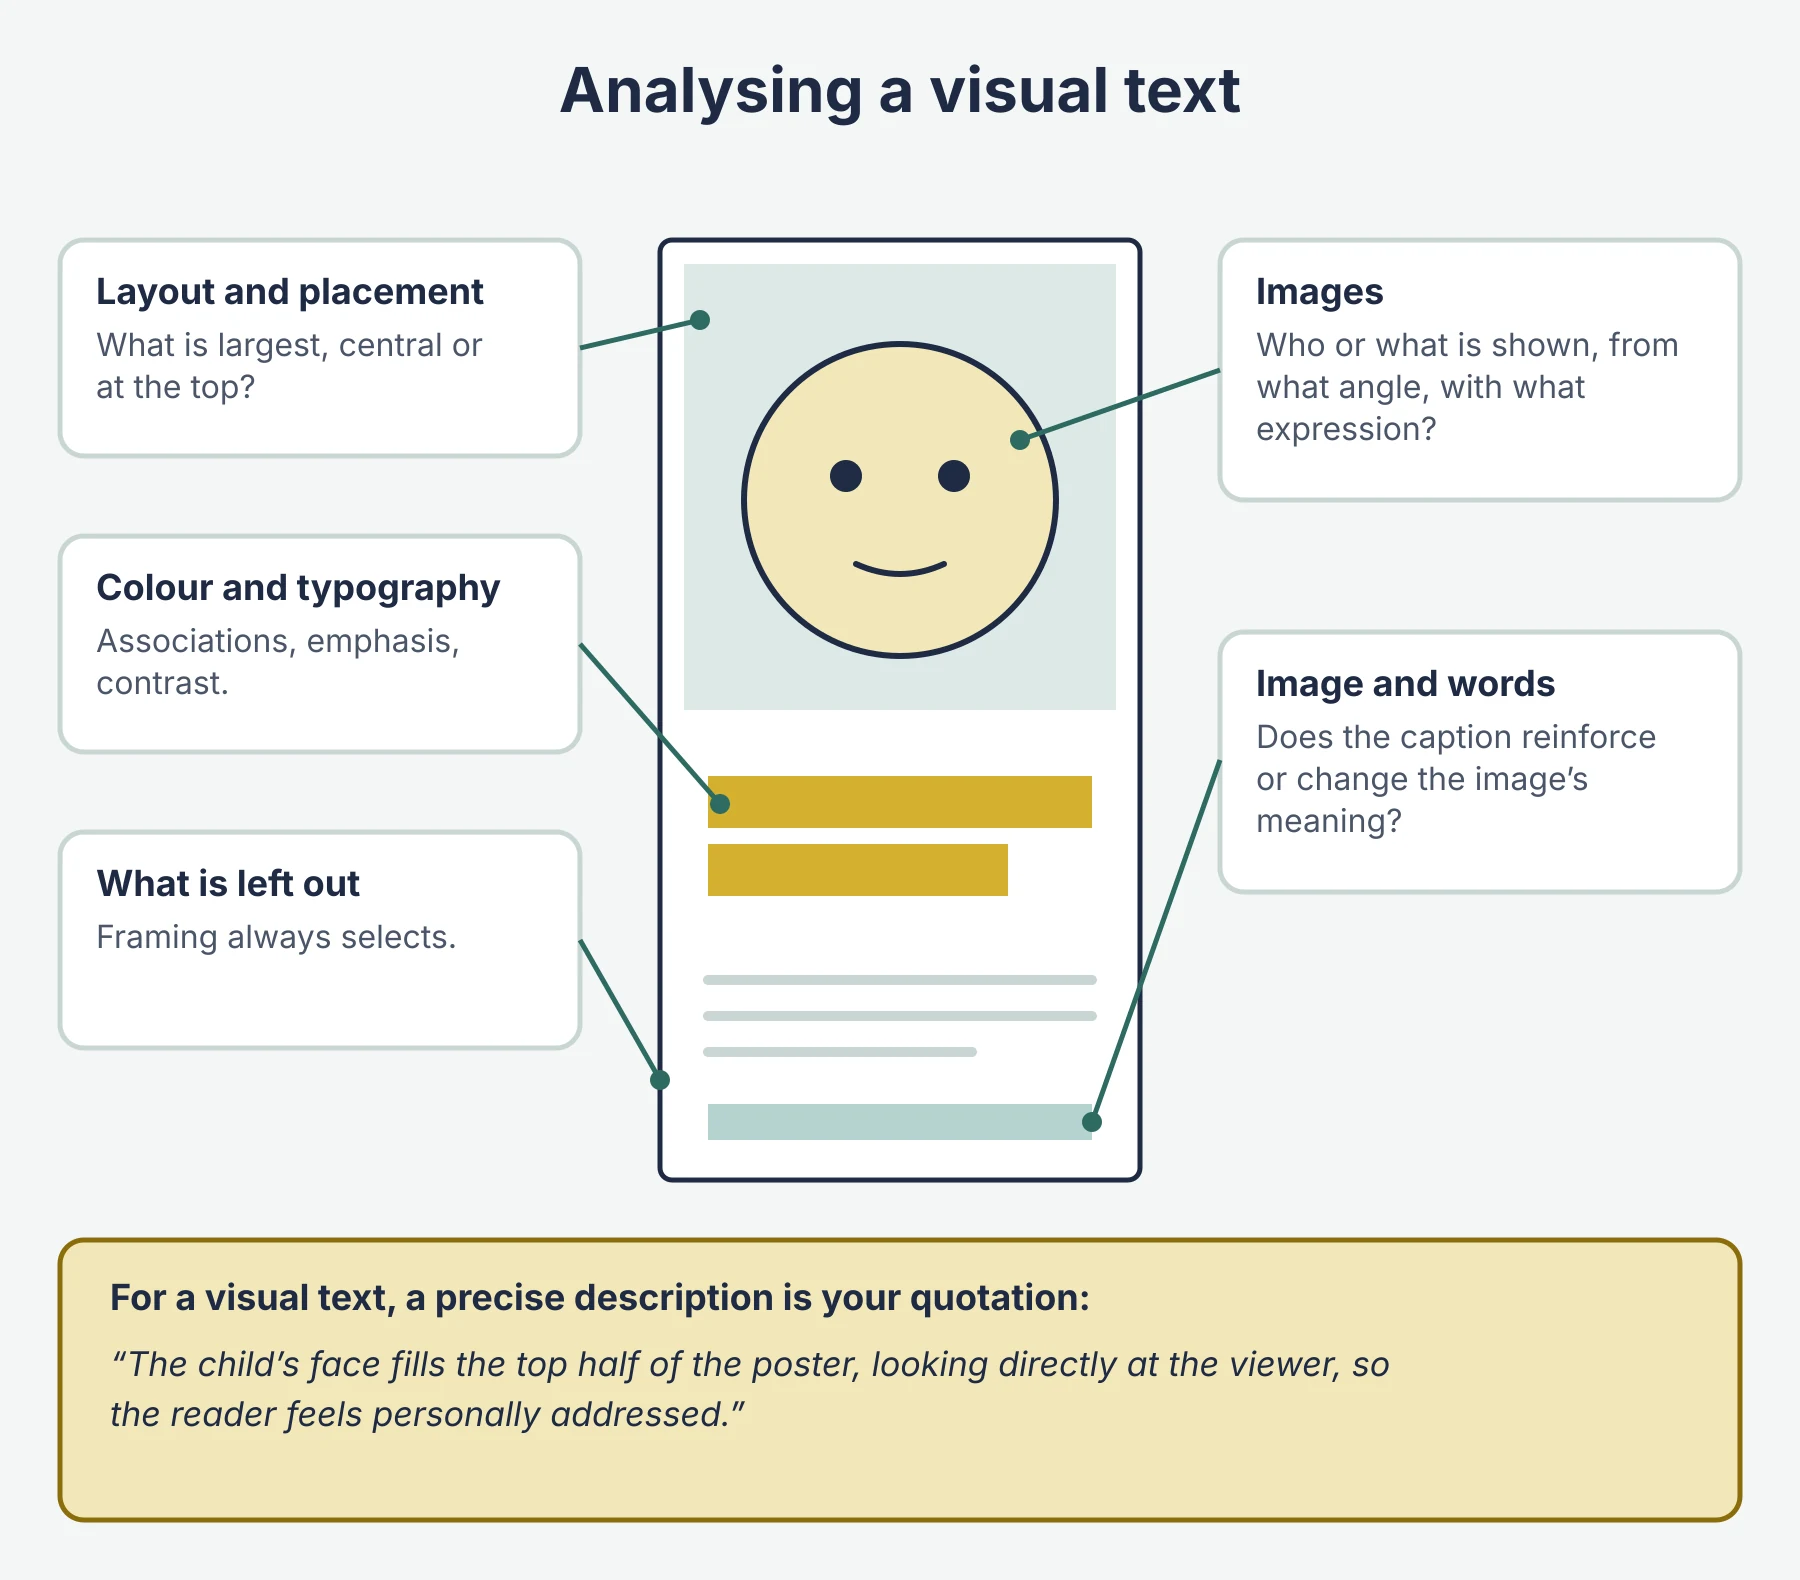 Analysing a visual text
Layout and placement
What is largest, central or
at the top?
Colour and typography
Associations, emphasis,
contrast.
What is left out
Framing always selects.
Images
Who or what is shown, from
what angle, with what
expression?
Image and words
Does the caption reinforce
or change the image’s
meaning?
For a visual text, a precise description is your quotation:
“The child’s face fills the top half of the poster, looking directly at the viewer, so
the reader feels personally addressed.”